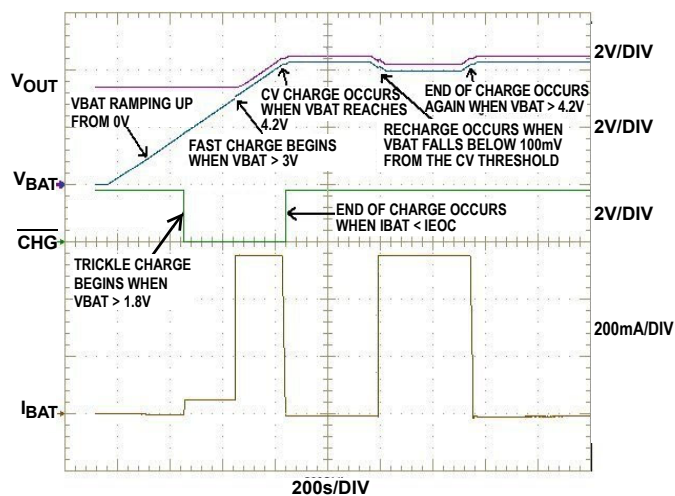 2V/DIV
VOUT
VBAT RAMPING UP
FROM 0V
CV CHARGE OCCURS
WHEN VBAT REACHES
4.2V
END OF CHARGE OCCURS
AGAIN WHEN VBAT > 4.2V
2V/DIV
FAST CHARGE BEGINS
WHEN VBAT > 3V
RECHARGE OCCURS WHEN
VBAT FALLS BELOW 100mV
FROM THE CV THRESHOLD
VBAT
2V/DIV
CHG
END OF CHARGE OCCURS
WHEN IBAT < IEOC
TRICKLE CHARGE
BEGINS WHEN
VBAT > 1.8V
200mA/DIV
IBAT
200s/DIV